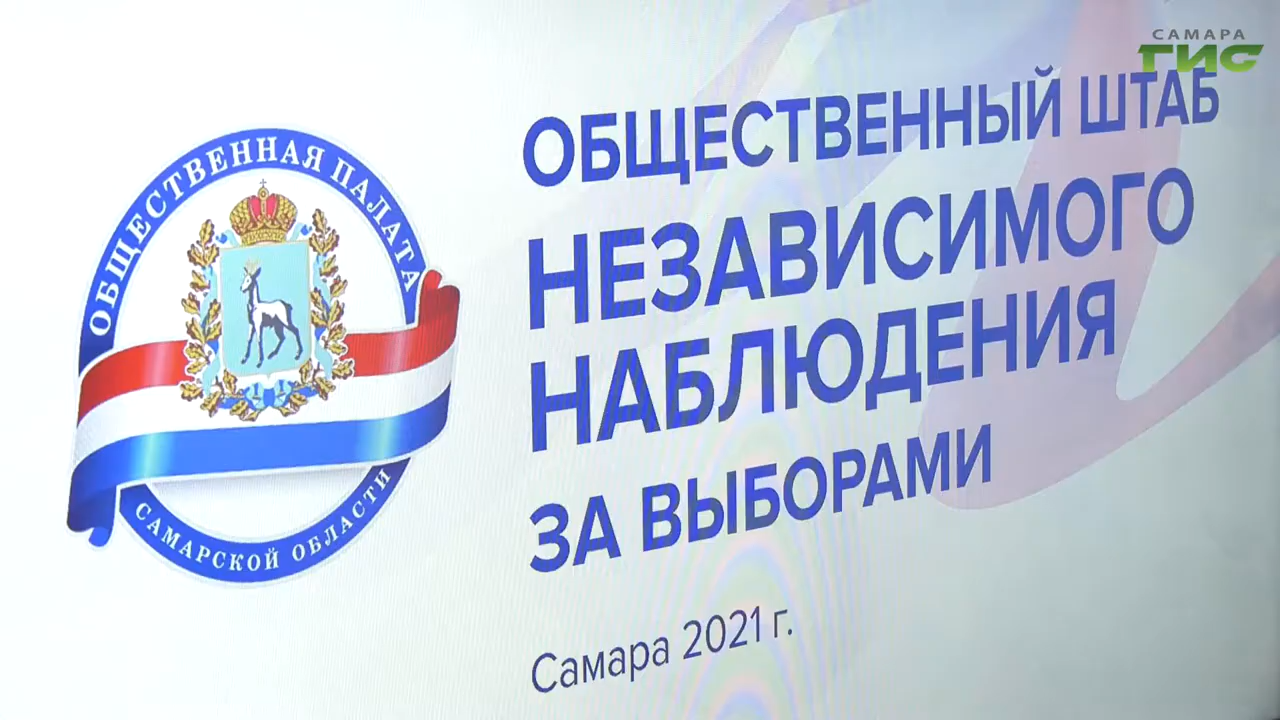 САМАРА
ГИС
ОБЩЕСТВЕННАЯ ПАЛАТА
САМАРСКОЙ ОБЛАСТИ
ОБЩЕСТВЕННЫЙ ШТАБ
НЕЗАВИСИМОГО
НАБЛЮДЕНИЯ
ЗА ВЫБОРАМИ
Самара 2021 г.